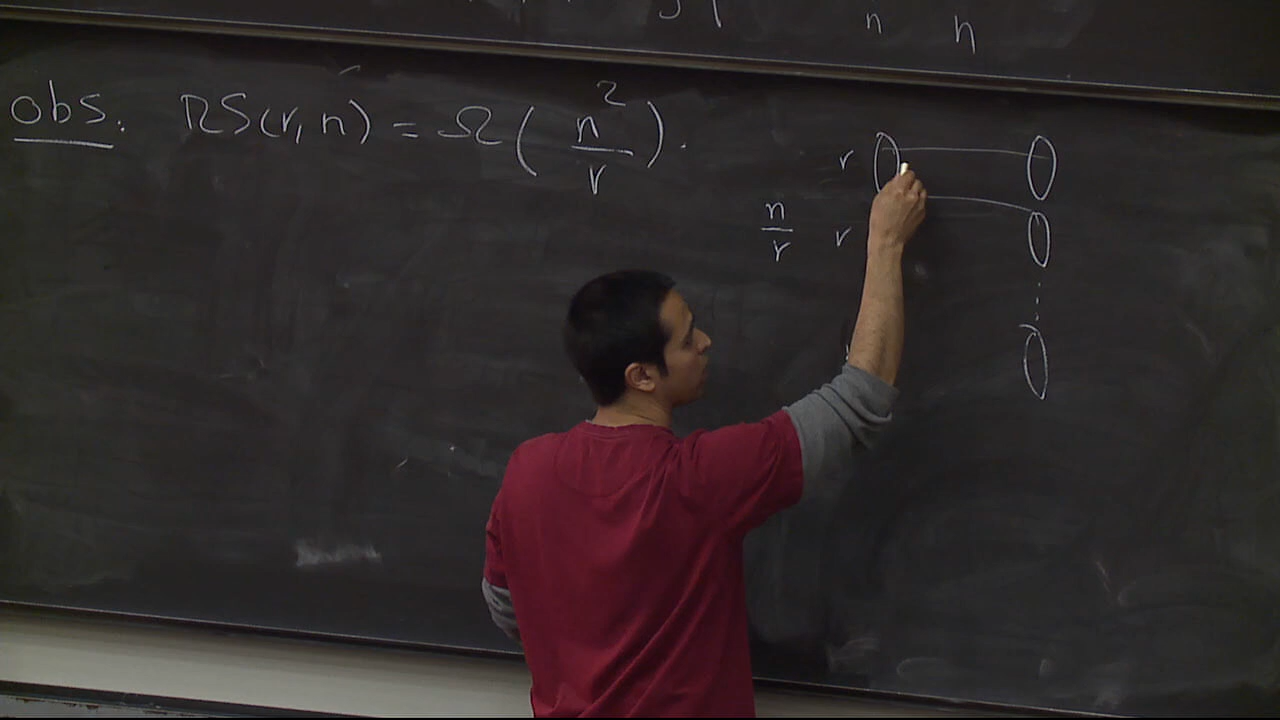 n n
obs. RS(r,n) = Ω(n²/r).
r
n/r r